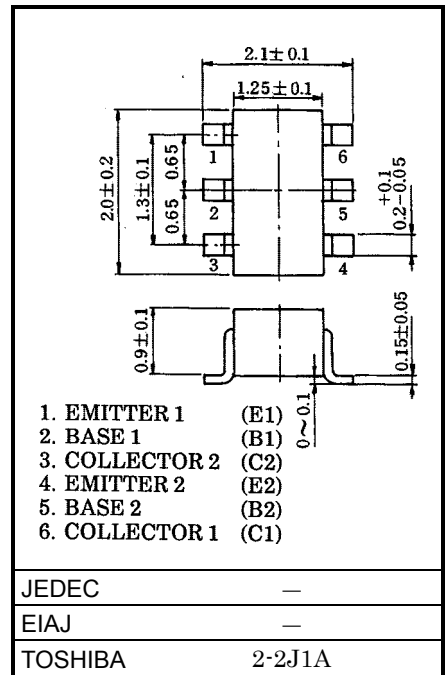 2.1±0.1
1.25±0.1
2.0±0.2
1.3±0.1
0.65
0.65
1
2
3
6
5
4
+0.1
0.2-0.05
0.9±0.1
0.15±0.05
0~0.1
1. EMITTER 1 (E1)
2. BASE 1 (B1)
3. COLLECTOR 2 (C2)
4. EMITTER 2 (E2)
5. BASE 2 (B2)
6. COLLECTOR 1 (C1)
JEDEC —
EIAJ —
TOSHIBA 2-2J1A